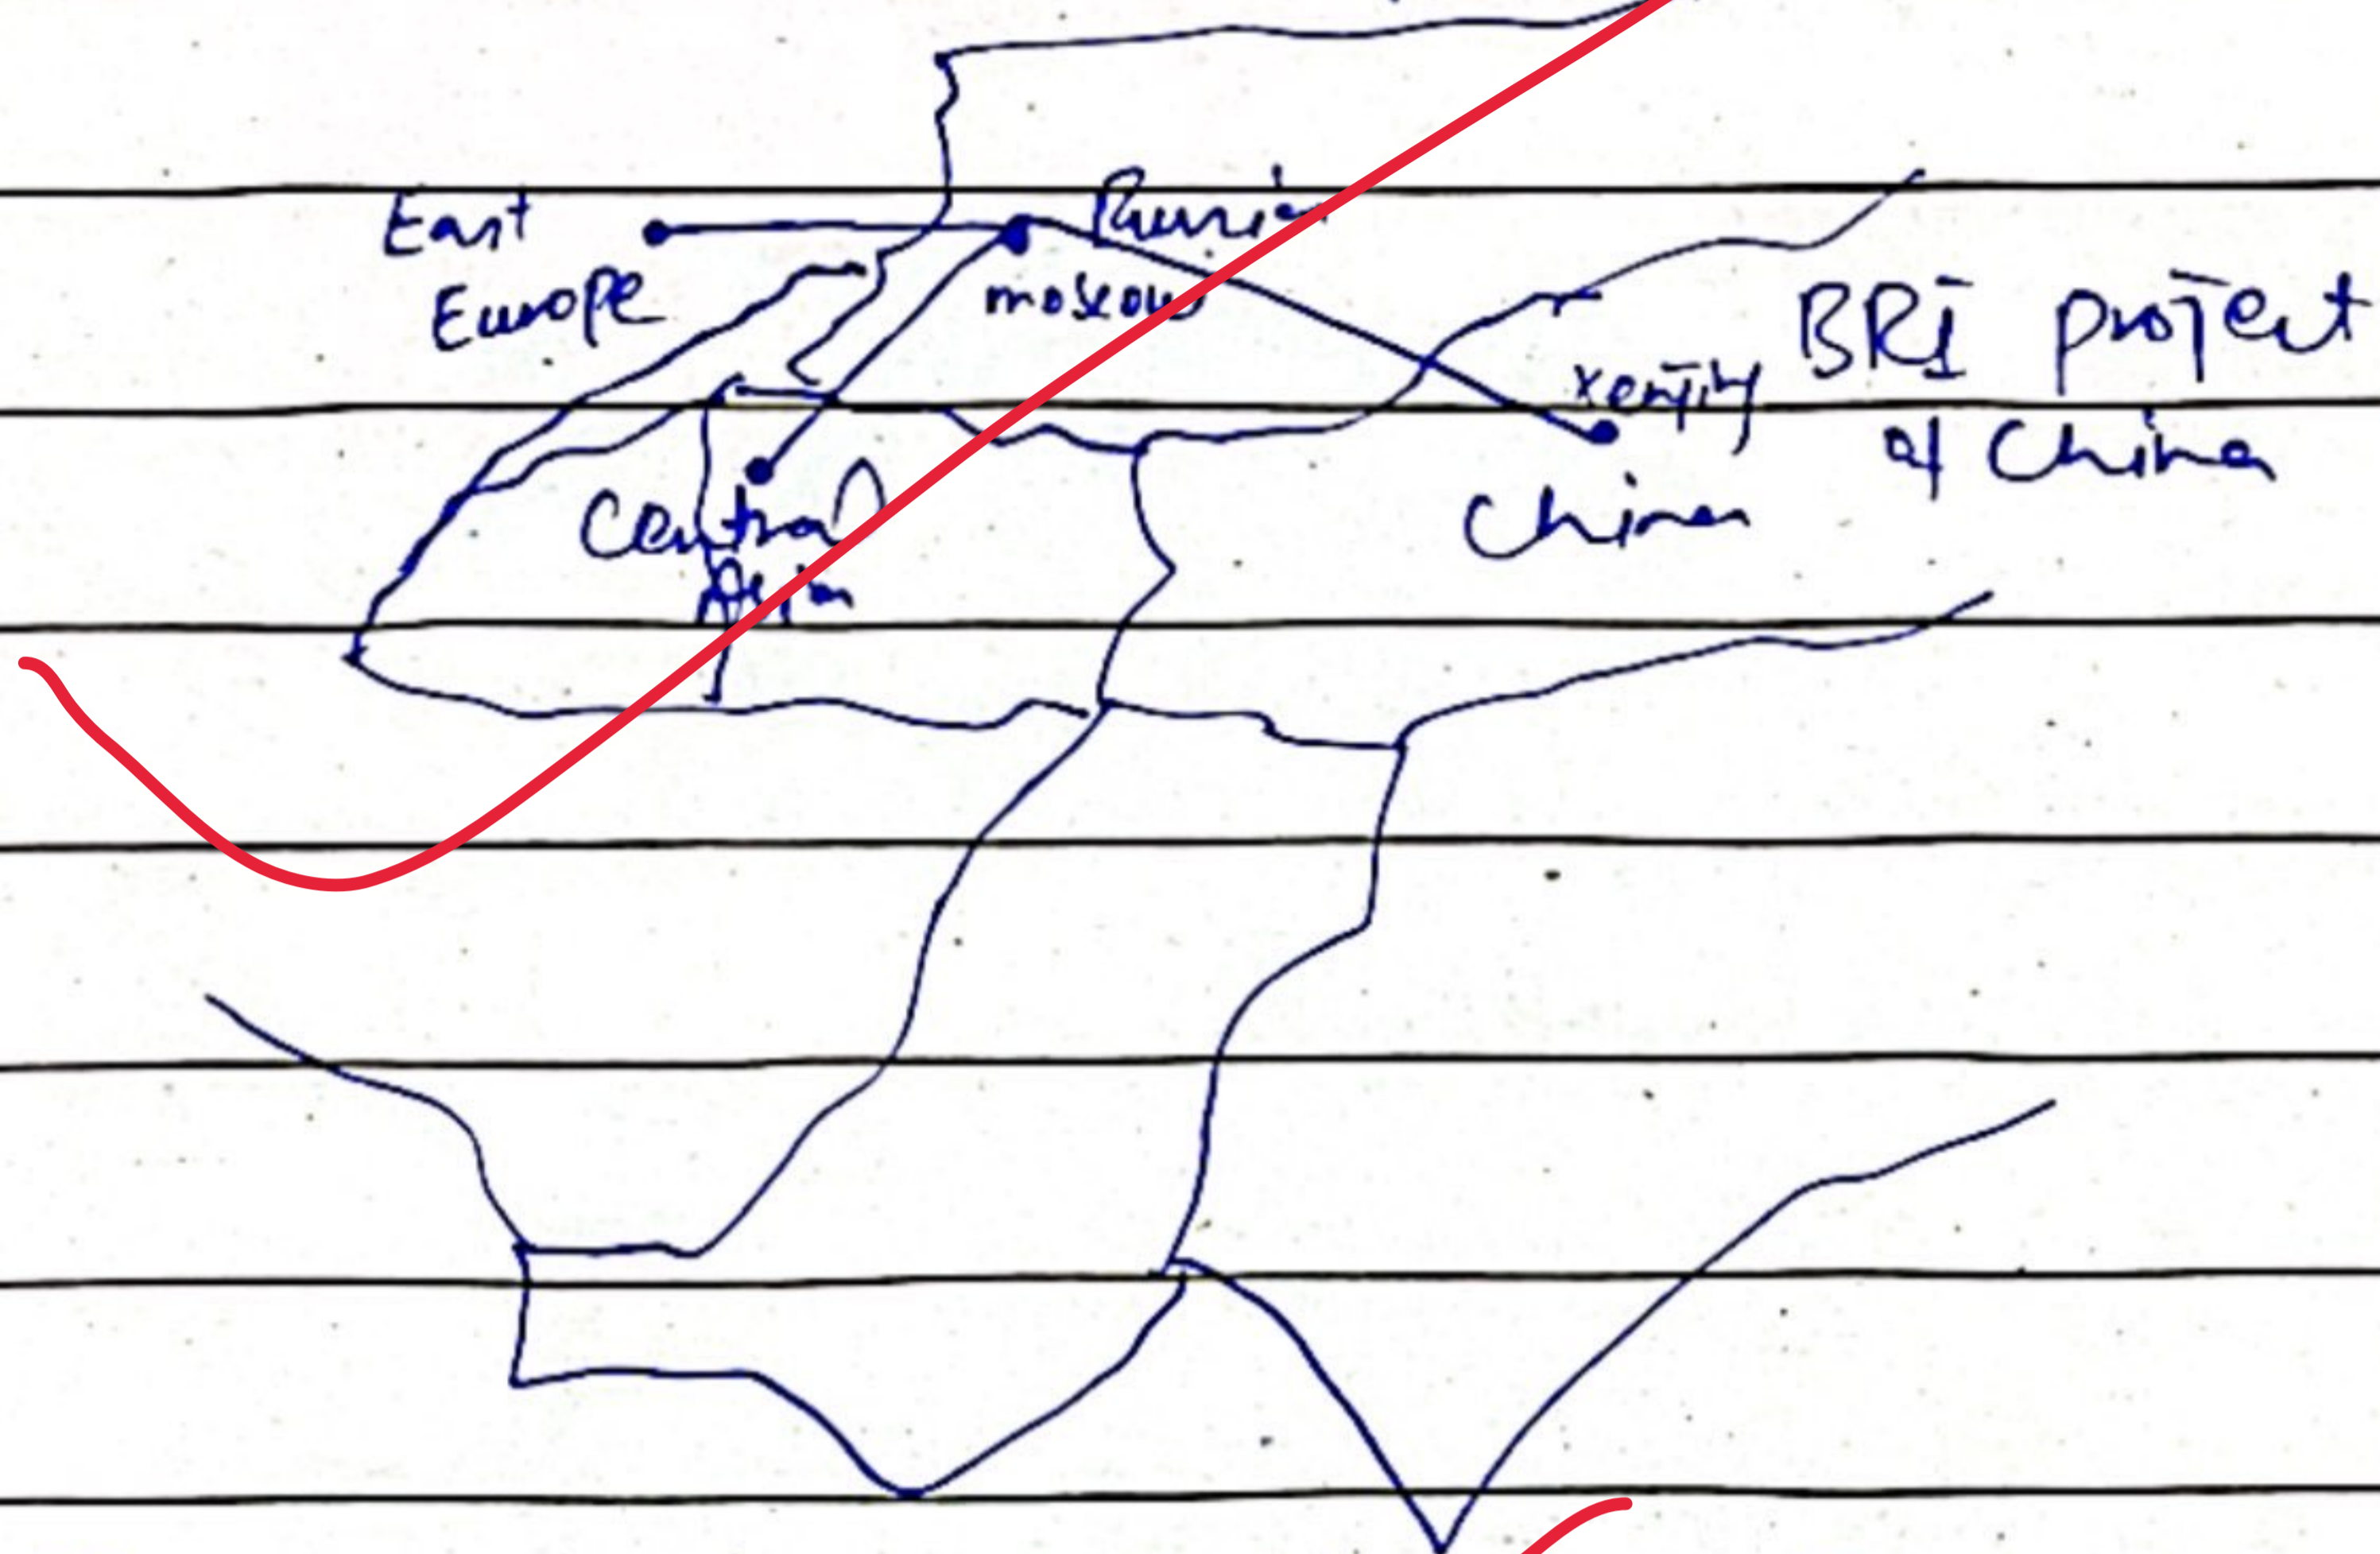 East
Europe
Russia
moscow
Central
Asia
China
BRI project
of China